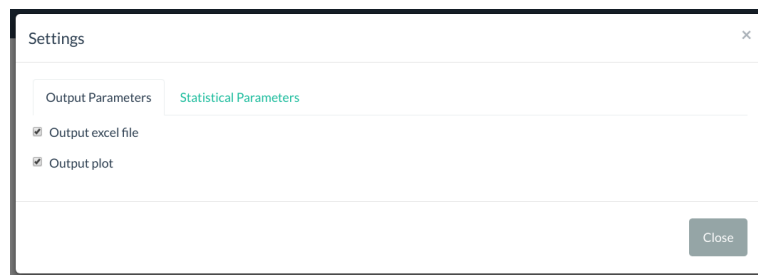 Settings
×
Output Parameters Statistical Parameters
Output excel file
Output plot
Close